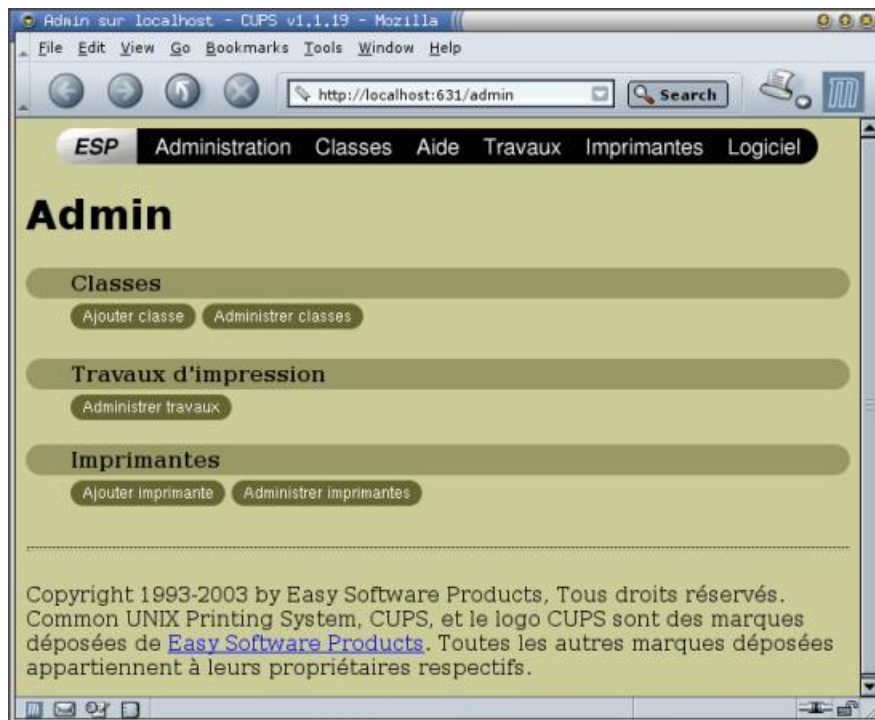 Admin sur localhost - CUPS v1.1.19 - Mozilla
File Edit View Go Bookmarks Tools Window Help
http://localhost:631/admin Search
ESP Administration Classes Aide Travaux Imprimantes Logiciel
Admin
Classes
Ajouter classe Administrer classes
Travaux d'impression
Administrer travaux
Imprimantes
Ajouter imprimante Administrer imprimantes
Copyright 1993-2003 by Easy Software Products, Tous droits réservés.
Common UNIX Printing System, CUPS, et le logo CUPS sont des marques
déposées de Easy Software Products. Toutes les autres marques déposées
appartiennent à leurs propriétaires respectifs.